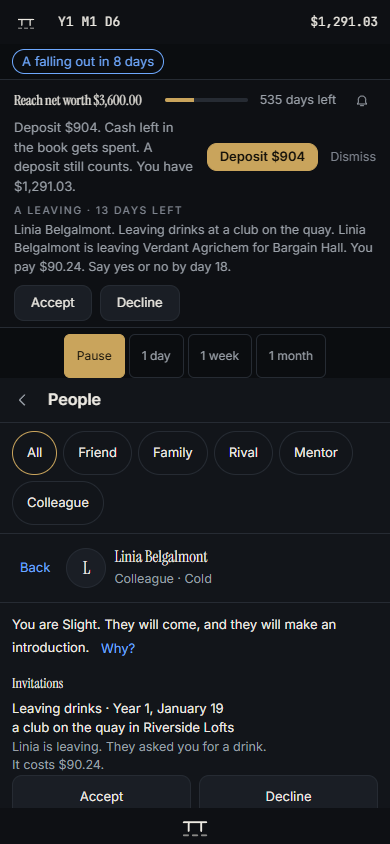 Y1 M1 D6
$1,291.03
A falling out in 8 days
Reach net worth $3,600.00
535 days left
Deposit $904. Cash left in
the book gets spent. A
deposit still counts. You have
$1,291.03.
Deposit $904
Dismiss
A LEAVING · 13 DAYS LEFT
Linia Belgalmont. Leaving drinks at a club on the quay. Linia
Belgalmont is leaving Verdant Agrichem for Bargain Hall. You
pay $90.24. Say yes or no by day 18.
Accept
Decline
Pause
1 day
1 week
1 month
People
All
Friend
Family
Rival
Mentor
Colleague
Back
L
Linia Belgalmont
Colleague · Cold
You are Slight. They will come, and they will make an
introduction. Why?
Invitations
Leaving drinks · Year 1, January 19
a club on the quay in Riverside Lofts
Linia is leaving. They asked you for a drink.
It costs $90.24.
Accept
Decline